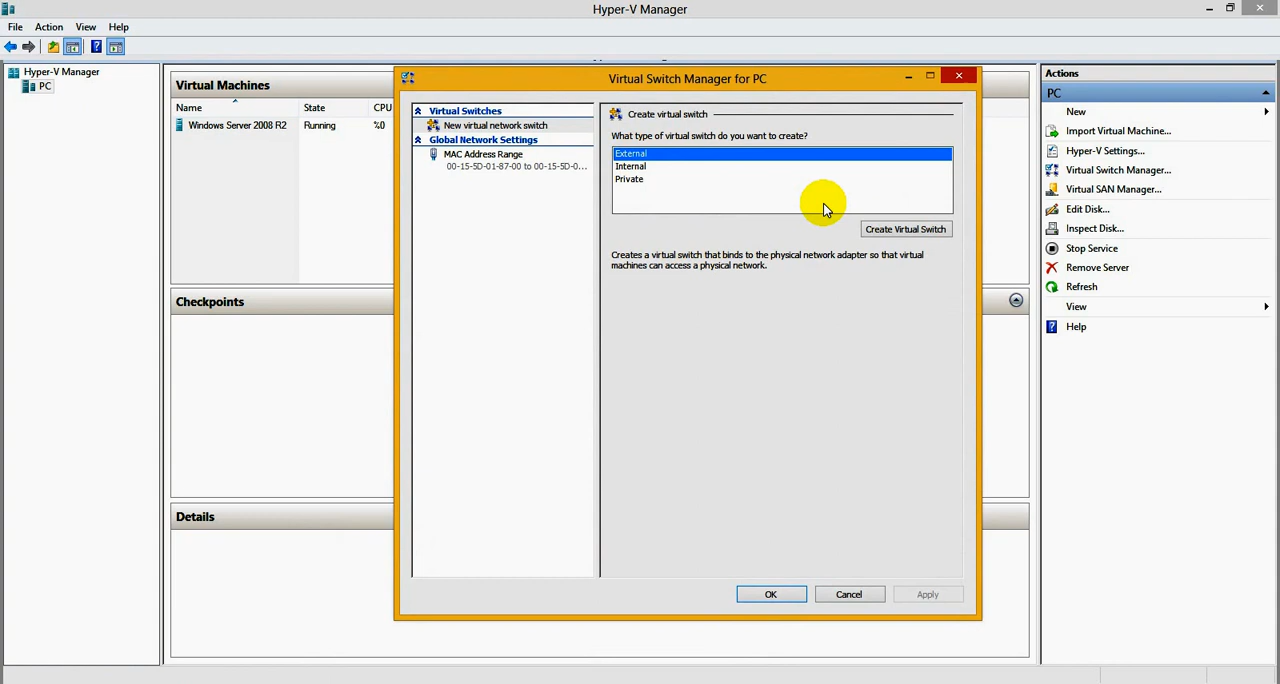 Hyper-V Manager
File Action View Help
Hyper-V Manager
PC
Virtual Machines
Name State CPU
Windows Server 2008 R2 Running %0
Checkpoints
Details
Virtual Switch Manager for PC
Virtual Switches
New virtual network switch
Global Network Settings
MAC Address Range
00-15-5D-01-87-00 to 00-15-5D-0...
Create virtual switch
What type of virtual switch do you want to create?
External
Internal
Private
Create Virtual Switch
Creates a virtual switch that binds to the physical network adapter so that virtual
machines can access a physical network.
OK Cancel Apply
Actions
PC
New
Import Virtual Machine...
Hyper-V Settings...
Virtual Switch Manager...
Virtual SAN Manager...
Edit Disk...
Inspect Disk...
Stop Service
Remove Server
Refresh
View
Help